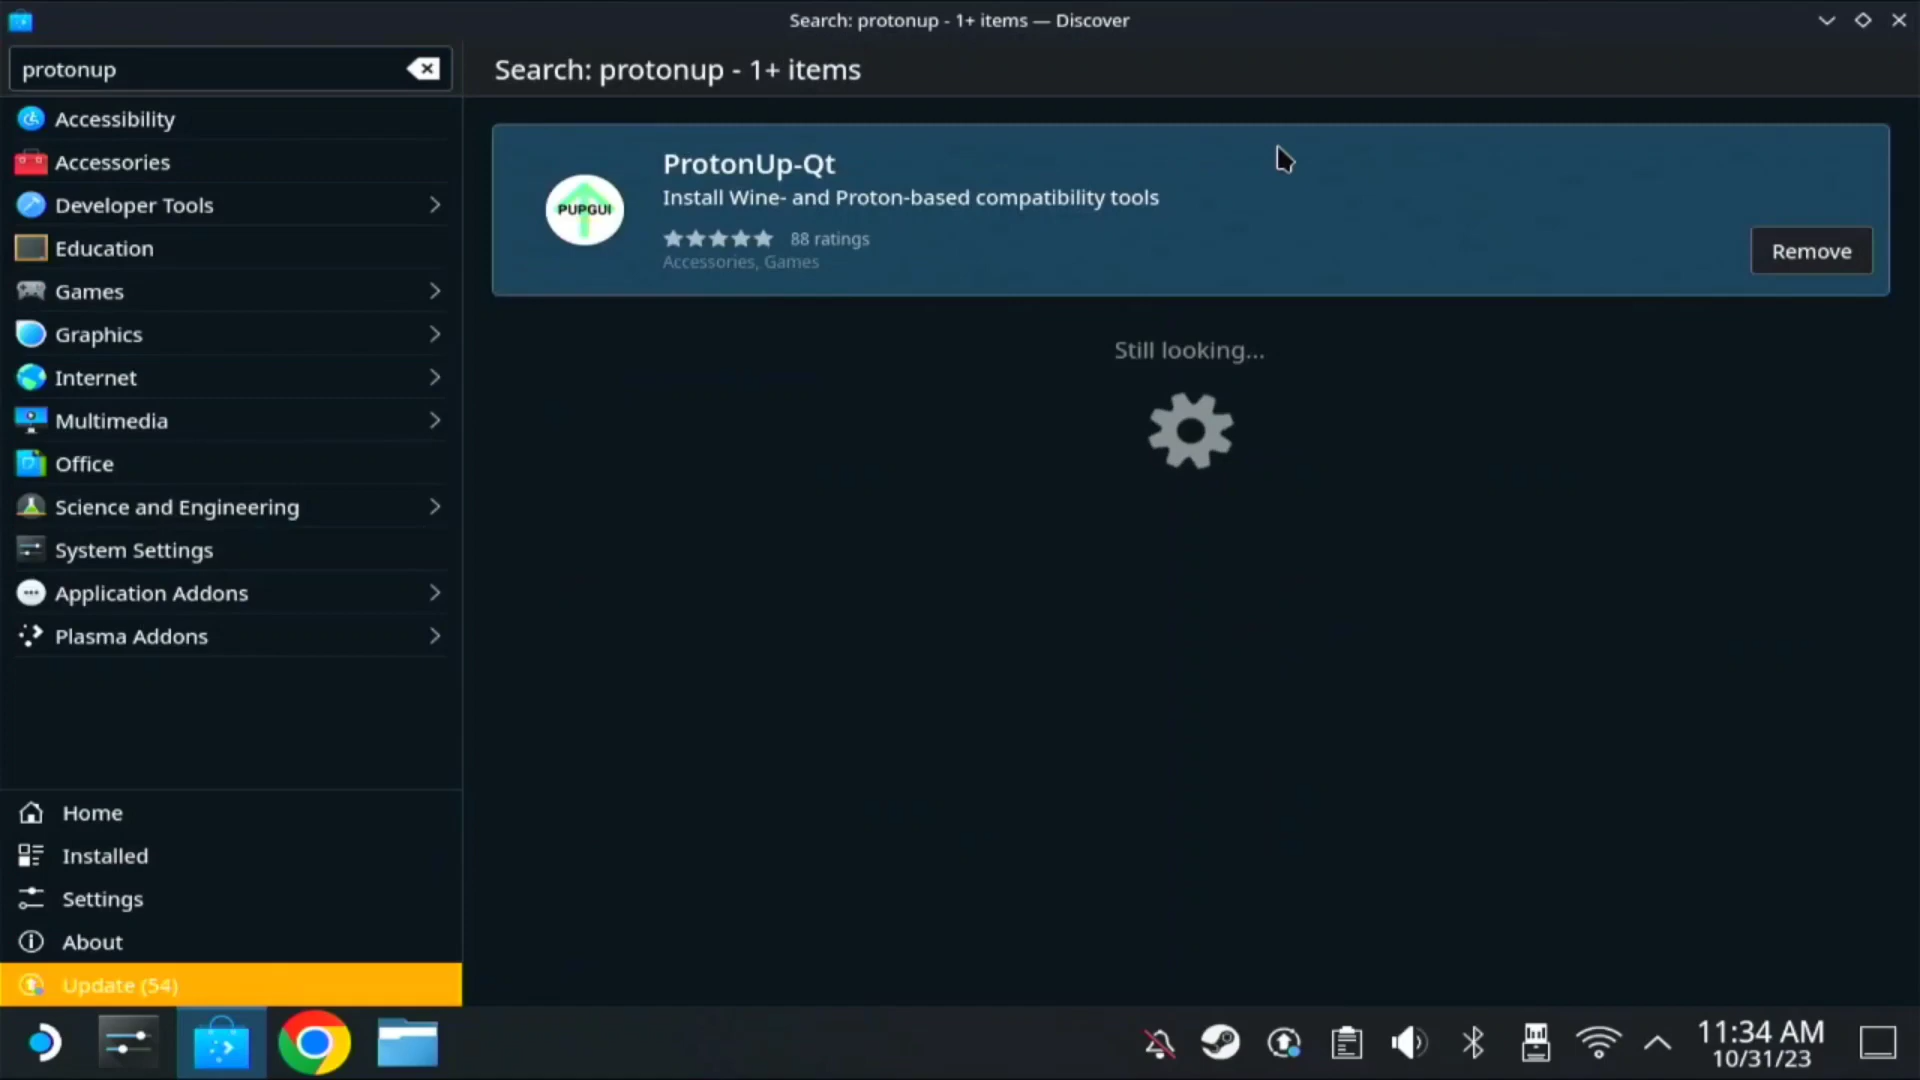 Search: protonup - 1+ items — Discover
protonup
Search: protonup - 1+ items
Accessibility
Accessories
Developer Tools
Education
Games
Graphics
Internet
Multimedia
Office
Science and Engineering
System Settings
Application Addons
Plasma Addons
PUPGUI
ProtonUp-Qt
Install Wine- and Proton-based compatibility tools
88 ratings
Accessories, Games
Remove
Still looking...
Home
Installed
Settings
About
Update (54)
11:34 AM
10/31/23